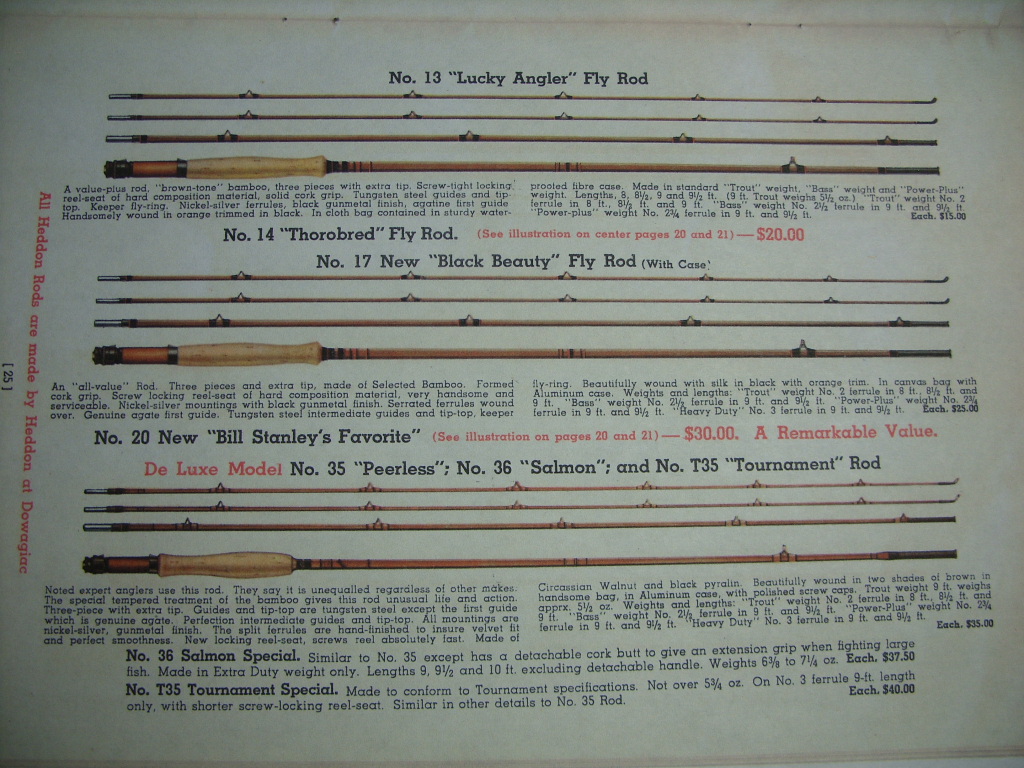 No. 13 "Lucky Angler" Fly Rod
A value-plus rod, "brown-tone" bamboo, three pieces with extra tip. Screw-tight locking
reel-seat of hard composition material, solid cork grip. Tungsten steel guides and tip-
top. Keeper fly-ring. Nickel-silver ferrules, black gunmetal finish, agatine first guide
Handsomely wound in orange trimmed in black. In cloth bag contained in sturdy water-
proofed fibre case. Made in standard "Trout" weight, "Bass" weight and "Power-Plus"
weight. Lengths, 8, 8½, 9 and 9½ ft. (9 ft. Trout weighs 5½ oz.) "Trout" weight No. 2
ferrule in 8 ft., 8½ ft. and 9 ft. "Bass" weight No. 2½ ferrule in 9 ft. and 9½ ft.
"Power-plus" weight No. 2¾ ferrule in 9 ft. and 9½ ft. Each. $15.00
No. 14 "Thorobred" Fly Rod. (See illustration on center pages 20 and 21) — $20.00
No. 17 New "Black Beauty" Fly Rod (With Case)
An "all-value" Rod. Three pieces and extra tip, made of Selected Bamboo. Formed
cork grip. Screw locking reel-seat of hard composition material, very handsome and
serviceable. Nickel-silver mountings with black gunmetal finish. Serrated ferrules wound
over. Genuine agate first guide. Tungsten steel intermediate guides and tip-top, keeper
fly-ring. Beautifully wound with silk in black with orange trim. In canvas bag with
Aluminum case. Weights and lengths: "Trout" weight No. 2 ferrule in 8 ft., 8½ ft. and
9 ft. "Bass" weight No. 2½ ferrule in 9 ft. and 9½ ft. "Power-Plus" weight No. 2¾
ferrule in 9 ft. and 9½ ft. "Heavy Duty" No. 3 ferrule in 9 ft. and 9½ ft. Each. $25.00
No. 20 New "Bill Stanley's Favorite" (See illustration on pages 20 and 21) — $30.00. A Remarkable Value.
De Luxe Model No. 35 "Peerless"; No. 36 "Salmon"; and No. T35 "Tournament" Rod
Noted expert anglers use this rod. They say it is unequalled regardless of other makes.
The special tempered treatment of the bamboo gives this rod unusual life and action.
Three-piece with extra tip. Guides and tip-top are tungsten steel except the first guide
which is genuine agate. Perfection intermediate guides and tip-top. All mountings are
nickel-silver, gunmetal finish. The split ferrules are hand-finished to insure velvet fit
and perfect smoothness. New locking reel-seat, screws reel absolutely fast. Made of
Circassian Walnut and black pyralin. Beautifully wound in two shades of brown in
handsome bag, in Aluminum case, with polished screw caps. Trout weight 9 ft. weighs
apprx. 5½ oz. Weights and lengths: "Trout" weight No. 2 ferrule in 8 ft., 8½ ft. and
9 ft. "Bass" weight No. 2½ ferrule in 9 ft. and 9½ ft. "Power-Plus" weight No. 2¾
ferrule in 9 ft. and 9½ ft. "Heavy Duty" No. 3 ferrule in 9 ft. and 9½ ft. Each. $35.00
No. 36 Salmon Special. Similar to No. 35 except has a detachable cork butt to give an extension grip when fighting large
fish. Made in Extra Duty weight only. Lengths 9, 9½ and 10 ft. excluding detachable handle. Weights 6⅜ to 7¼ oz. Each. $37.50
No. T35 Tournament Special. Made to conform to Tournament specifications. Not over 5¾ oz. On No. 3 ferrule 9-ft. length
only, with shorter screw-locking reel-seat. Similar in other details to No. 35 Rod. Each. $40.00
All Heddon Rods are made by Heddon at Dowagiac
[ 25 ]